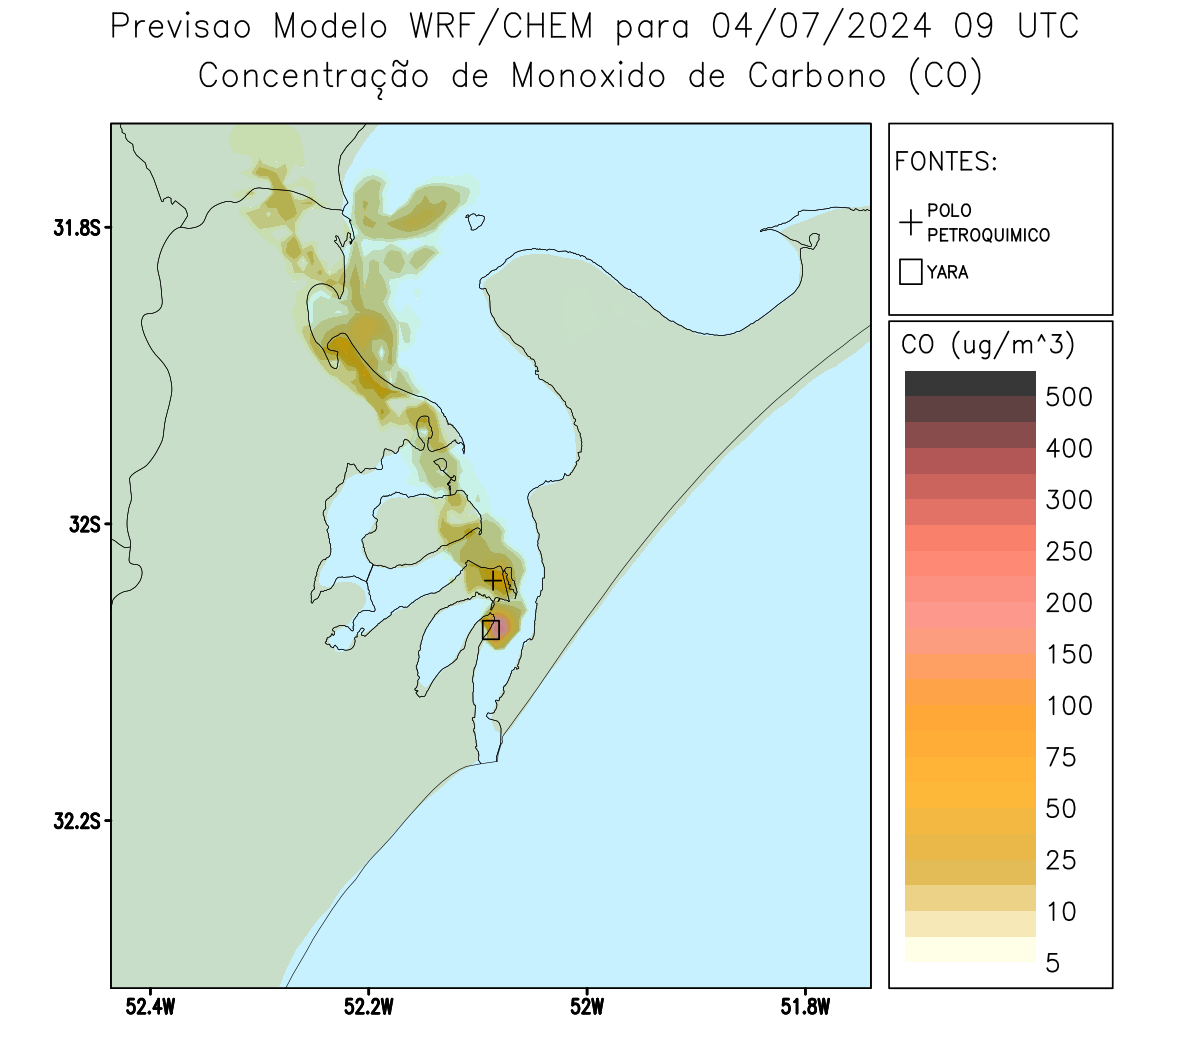 Previsao Modelo WRF/CHEM para 04/07/2024 09 UTC
Concentração de Monoxido de Carbono (CO)
FONTES:
POLO
PETROQUIMICO
YARA
CO (ug/m^3)
500
400
300
250
200
150
100
75
50
25
10
5
31.8S
32S
32.2S
52.4W
52.2W
52W
51.8W